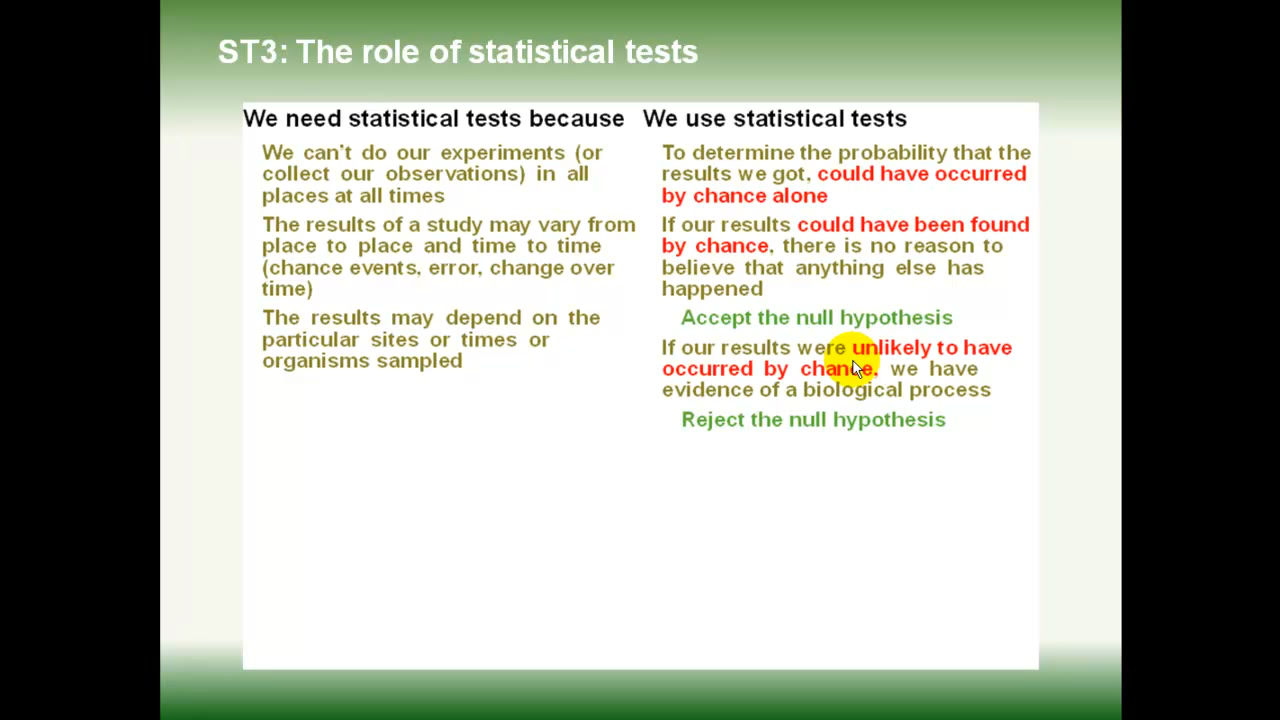 ST3: The role of statistical tests
We need statistical tests because
We can't do our experiments (or
collect our observations) in all
places at all times
The results of a study may vary from
place to place and time to time
(chance events, error, change over
time)
The results may depend on the
particular sites or times or
organisms sampled
We use statistical tests
To determine the probability that the
results we got, could have occurred
by chance alone
If our results could have been found
by chance, there is no reason to
believe that anything else has
happened
Accept the null hypothesis
If our results were unlikely to have
occurred by chance, we have
evidence of a biological process
Reject the null hypothesis